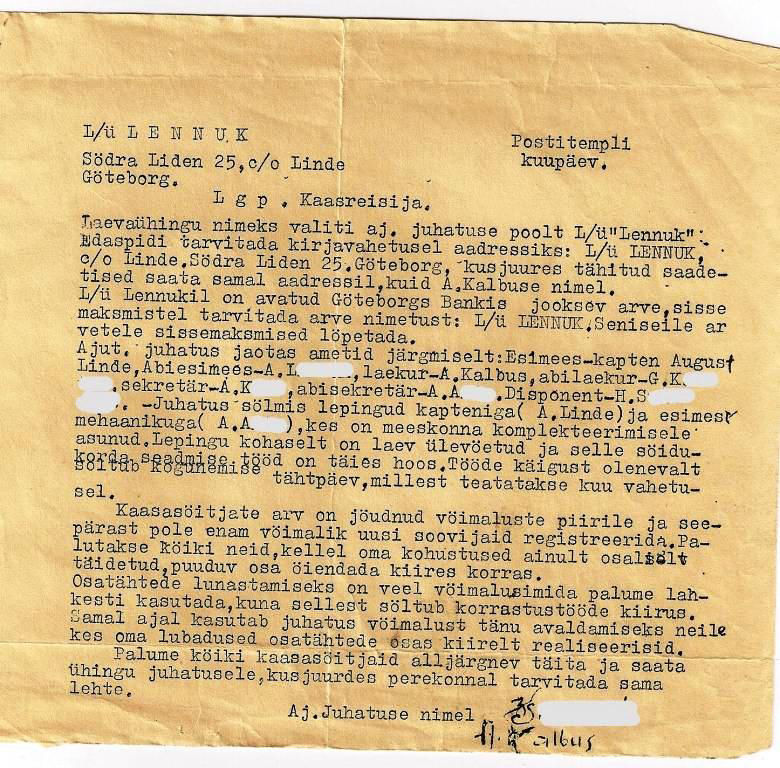 L/ü L E N N U K
Postitempli
Södra Liden 25,c/o Linde
kuupäev.
Göteborg.
L g p . Kaasreisija.
Laevaühingu nimeks valiti aj. juhatuse poolt L/ü"Lennuk".
Edaspidi tarvitada kirjavahetusel aadressiks: L/ü LENNUK,
c/o Linde.Södra Liden 25.Göteborg, kusjuures tähitud saade-
tised saata samal aadressil,kuid A.Kalbuse nimel.
L/ü Lennukil on avatud Göteborgs Bankis jooksev arve,sisse
maksmistel tarvitada arve nimetust: L/ü LENNUK.Seniseile ar
vetele sissemaksmised lõpetada.
Ajut. juhatus jaotas ametid järgmiselt:Esimees-kapten August
Linde,Abiesimees-A.L ,laekur-A.Kalbus,abilaekur-G.K
.sekretär-A.K ,abisekretär-A.A .Disponent-H.S
.. -Juhatus sõlmis lepingud kapteniga( A.Linde)ja esimest
mehaanikuga( A.A ),kes on meeskonna komplekteerimisele
asunud.Lepingu kohaselt on laev ülevõetud ja selle sõidu-
korda seadmise tööd on täies hoos.Tööde käigust olenevalt
sõltub kogunemise tähtpäev,millest teatatakse kuu vahetu-
sel.
Kaasasõitjate arv on jõudnud võimaluste piirile ja see-
pärast pole enam võimalik uusi soovijaid registreerida.Pa-
lutakse kõiki neid,kellel oma kohustused ainult osaliselt
täidetud,puuduv osa õiendada kiires korras.
Osatähtede lunastamiseks on veel võimalusimida palume lah-
kesti kasutada,kuna sellest sõltub korrastustööde kiirus.
Samal ajal kasutab juhatus võimalust tänu avaldamiseks neile
kes oma lubadused osatähtede osas kiirelt realiseerisid.
Palume kõiki kaasasõitjaid alljärgnev täita ja saata
ühingu juhatusele,kusjuurdes perekonnal tarvitada sama
lehte.
Aj.Juhatuse nimel
A. Kalbus